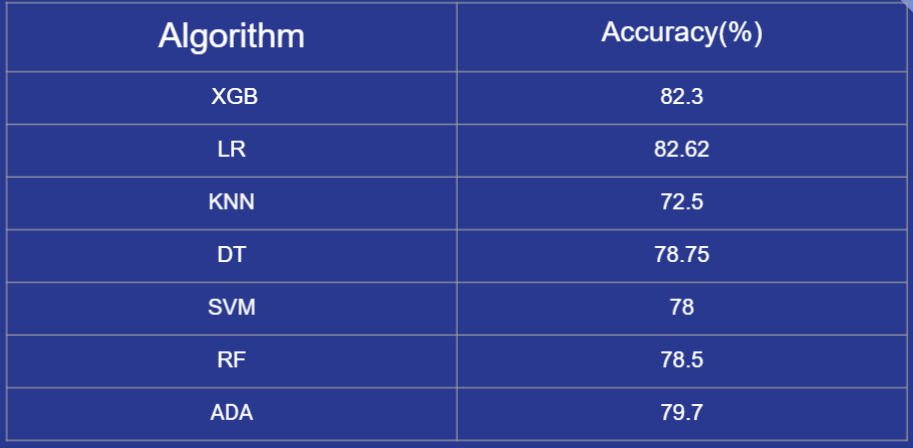 Algorithm Accuracy(%)
XGB 82.3
LR 82.62
KNN 72.5
DT 78.75
SVM 78
RF 78.5
ADA 79.7